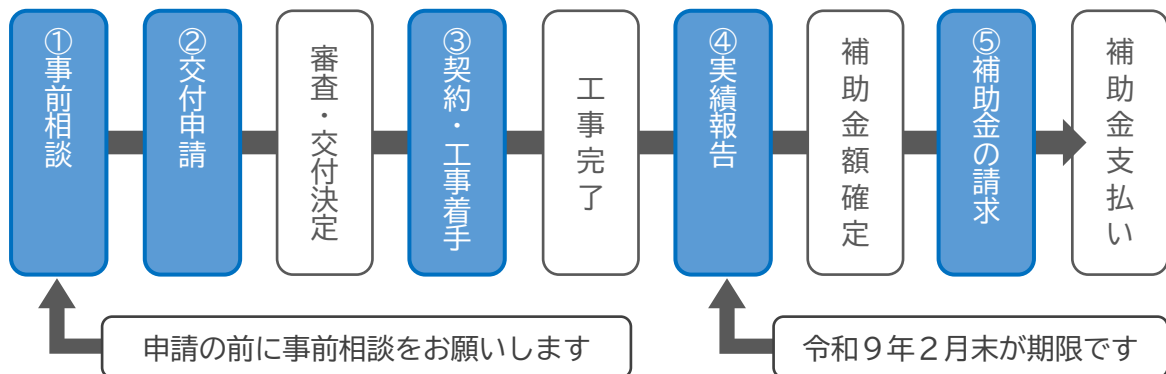 ①事前相談
②交付申請
審査・交付決定
③契約・工事着手
工事完了
④実績報告
補助金額確定
⑤補助金の請求
補助金支払い
申請の前に事前相談をお願いします
令和９年２月末が期限です